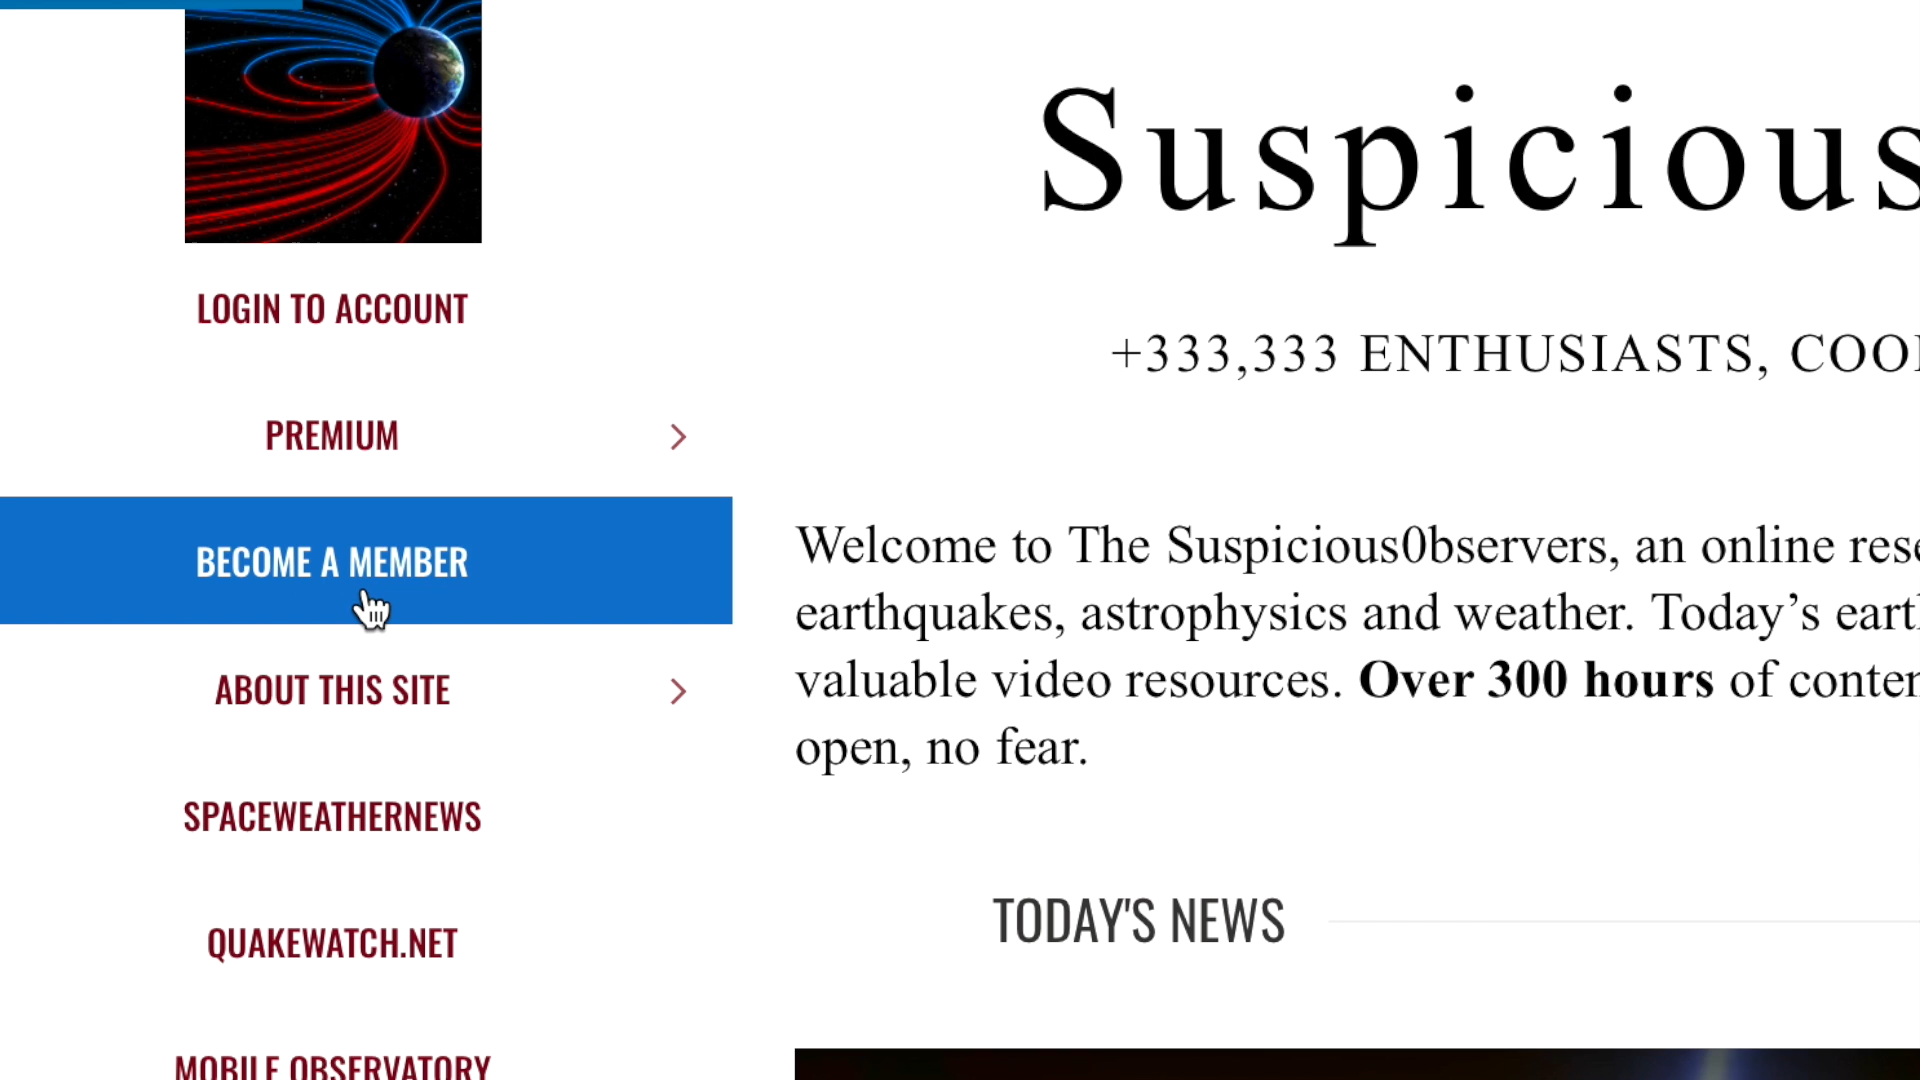 LOGIN TO ACCOUNT
PREMIUM
BECOME A MEMBER
ABOUT THIS SITE
SPACEWEATHERNEWS
QUAKEWATCH.NET
MOBILE OBSERVATORY
Suspicious
+333,333 ENTHUSIASTS,
Welcome to The Suspicious0bservers, an online
earthquakes, astrophysics and weather. Today’s
valuable video resources. Over 300 hours of
open, no fear.
TODAY'S NEWS